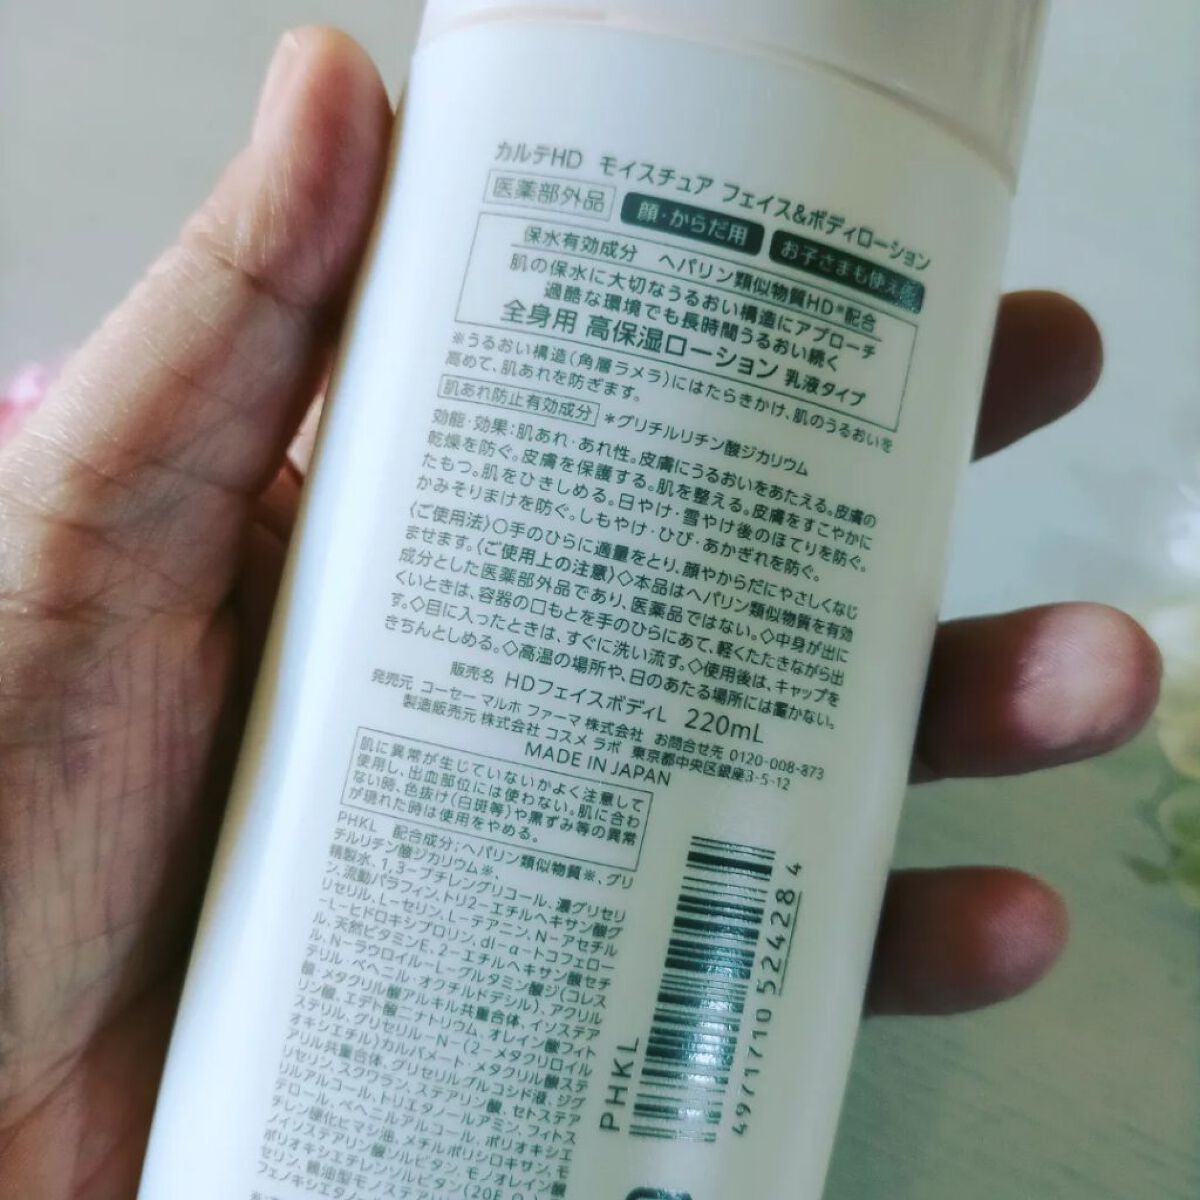 カルテHD モイスチュア フェイス&ボディローション
医薬部外品 顔・からだ用 お子さまも使える
保水有効成分 ヘパリン類似物質HD*配合
肌の保水に大切なうるおい構造にアプローチ
過酷な環境でも長時間うるおい続く
全身用 高保湿ローション 乳液タイプ
※うるおい構造(角層ラメラ)にはたらきかけ、肌のうるおいを
高めて、肌あれを防ぎます。
肌あれ防止有効成分 *グリチルリチン酸ジカリウム
効能・効果:肌あれ・あれ性。皮膚にうるおいをあたえる。皮膚の
乾燥を防ぐ。皮膚を保護する。肌を整える。皮膚をすこやかに
たもつ。肌をひきしめる。日やけ・雪やけ後のほてりを防ぐ。
かみそりまけを防ぐ。しもやけ・ひび・あかぎれを防ぐ。
〈ご使用法〉○手のひらに適量をとり、顔やからだにやさしくなじ
ませます。〈ご使用上の注意〉◇本品はヘパリン類似物質を有効
成分とした医薬部外品であり、医薬品ではない。◇中身が出に
くいときは、容器の口もとを手のひらにあて、軽くたたきながら出
す。◇目に入ったときは、すぐに洗い流す。◇使用後は、キャップを
きちんとしめる。◇高温の場所や、日のあたる場所には置かない。
販売名 HDフェイスボディL 220mL
発売元 コーセー マルホ ファーマ 株式会社 お問合せ先 0120-008-873
製造販売元 株式会社 コスメ ラボ 東京都中央区銀座3-5-12
MADE IN JAPAN
肌に異常が生じていないかよく注意して
使用し、出血部位には使わない。肌に合わ
ない時、色抜け(白斑等)や黒ずみ等の異常
が現れた時は使用をやめる。
PHKL 配合成分:ヘパリン類似物質※、グリ
チルリチン酸ジカリウム※、
精製水、1,3-ブチレングリコール、濃グリセリ
ン、流動パラフィン、トリ2-エチルヘキサン酸グ
リセリル、L-セリン、L-テアニン、N-アセチル
-L-ヒドロキシプロリン、dl-α-トコフェロー
ル、天然ビタミンE、2-エチルヘキサン酸セチ
ル、N-ラウロイル-L-グルタミン酸ジ(コレス
テリル・ベヘニル・オクチルドデシル)、アクリル
酸・メタクリル酸アルキル共重合体、イソステア
リン酸、エデト酸二ナトリウム、オレイン酸フィト
ステリル、グリセリル-N-(2-メタクリロイル
オキシエチル)カルバメート・メタクリル酸ステ
アリル共重合体、グリセリルグルコシド液、ジグ
リセリン、スクワラン、ステアリン酸、セトステア
リルアルコール、トリエタノールアミン、フィトス
テロール、ベヘニルアルコール、ポリオキシエ
チレン硬化ヒマシ油、メチルポリシロキサン、モ
ノイソステアリン酸ソルビタン、モノオレイン酸
ポリオキシエチレンソルビタン(20E.O.)、
セリン、親油型モノステアリ
フェノキシエタノー
PHKL
4971710524284